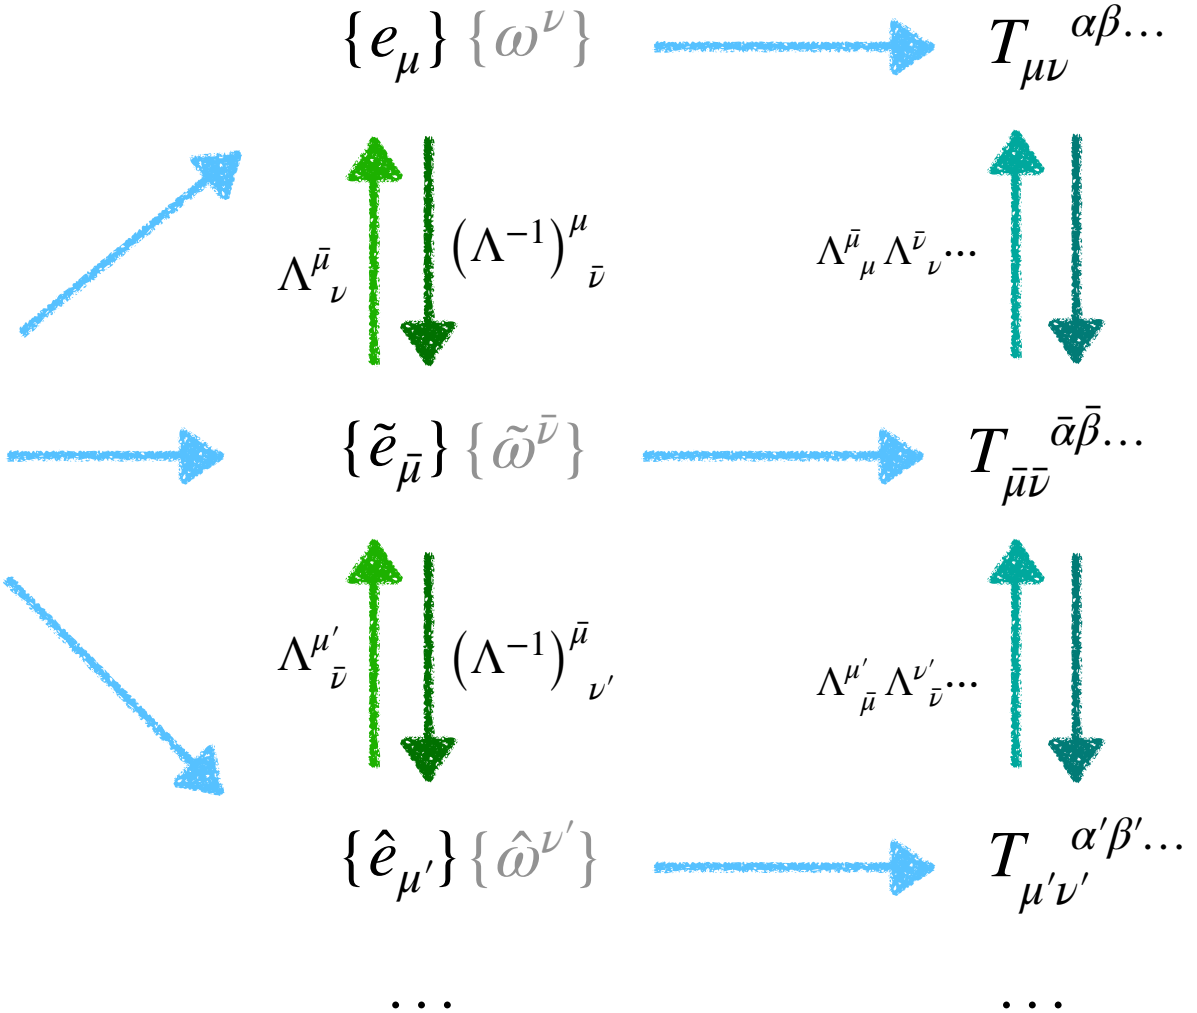 {e_μ} {ω^ν} T_{μν}^{αβ…}
Λ^{μ̄}_ν (Λ^{−1})^μ_{ν̄} Λ^{μ̄}_μ Λ^{ν̄}_ν ⋯
{ẽ_{μ̄}} {ω̃^{ν̄}} T_{μ̄ν̄}^{ᾱβ̄…}
Λ^{μ′}_{ν̄} (Λ^{−1})^{μ̄}_{ν′} Λ^{μ′}_{μ̄} Λ^{ν′}_{ν̄} ⋯
{ê_{μ′}} {ω̂^{ν′}} T_{μ′ν′}^{α′β′…}
… …